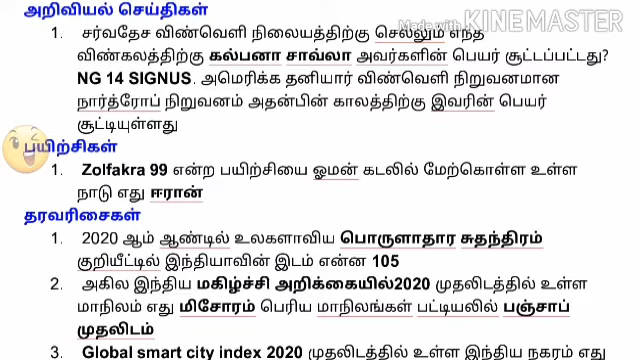 அறிவியல் செய்திகள்
Made with KINEMASTER
1. சர்வதேச விண்வெளி நிலையத்திற்கு செல்லும் எந்த
விண்கலத்திற்கு கல்பனா சாவ்லா அவர்களின் பெயர் சூட்டப்பட்டது?
NG 14 SIGNUS. அமெரிக்க தனியார் விண்வெளி நிறுவனமான
நார்த்ரோப் நிறுவனம் அதன்பின் காலத்திற்கு இவரின் பெயர்
சூட்டியுள்ளது
பயிற்சிகள்
1. Zolfakra 99 என்ற பயிற்சியை ஓமன் கடலில் மேற்கொள்ள உள்ள
நாடு எது ஈரான்
தரவரிசைகள்
1. 2020 ஆம் ஆண்டில் உலகளாவிய பொருளாதார சுதந்திரம்
குறியீட்டில் இந்தியாவின் இடம் என்ன 105
2. அகில இந்திய மகிழ்ச்சி அறிக்கையில்2020 முதலிடத்தில் உள்ள
மாநிலம் எது மிசோரம் பெரிய மாநிலங்கள் பட்டியலில் பஞ்சாப்
முதலிடம்
3. Global smart city index 2020 முதலிடத்தில் உள்ள இந்திய நகரம் எது